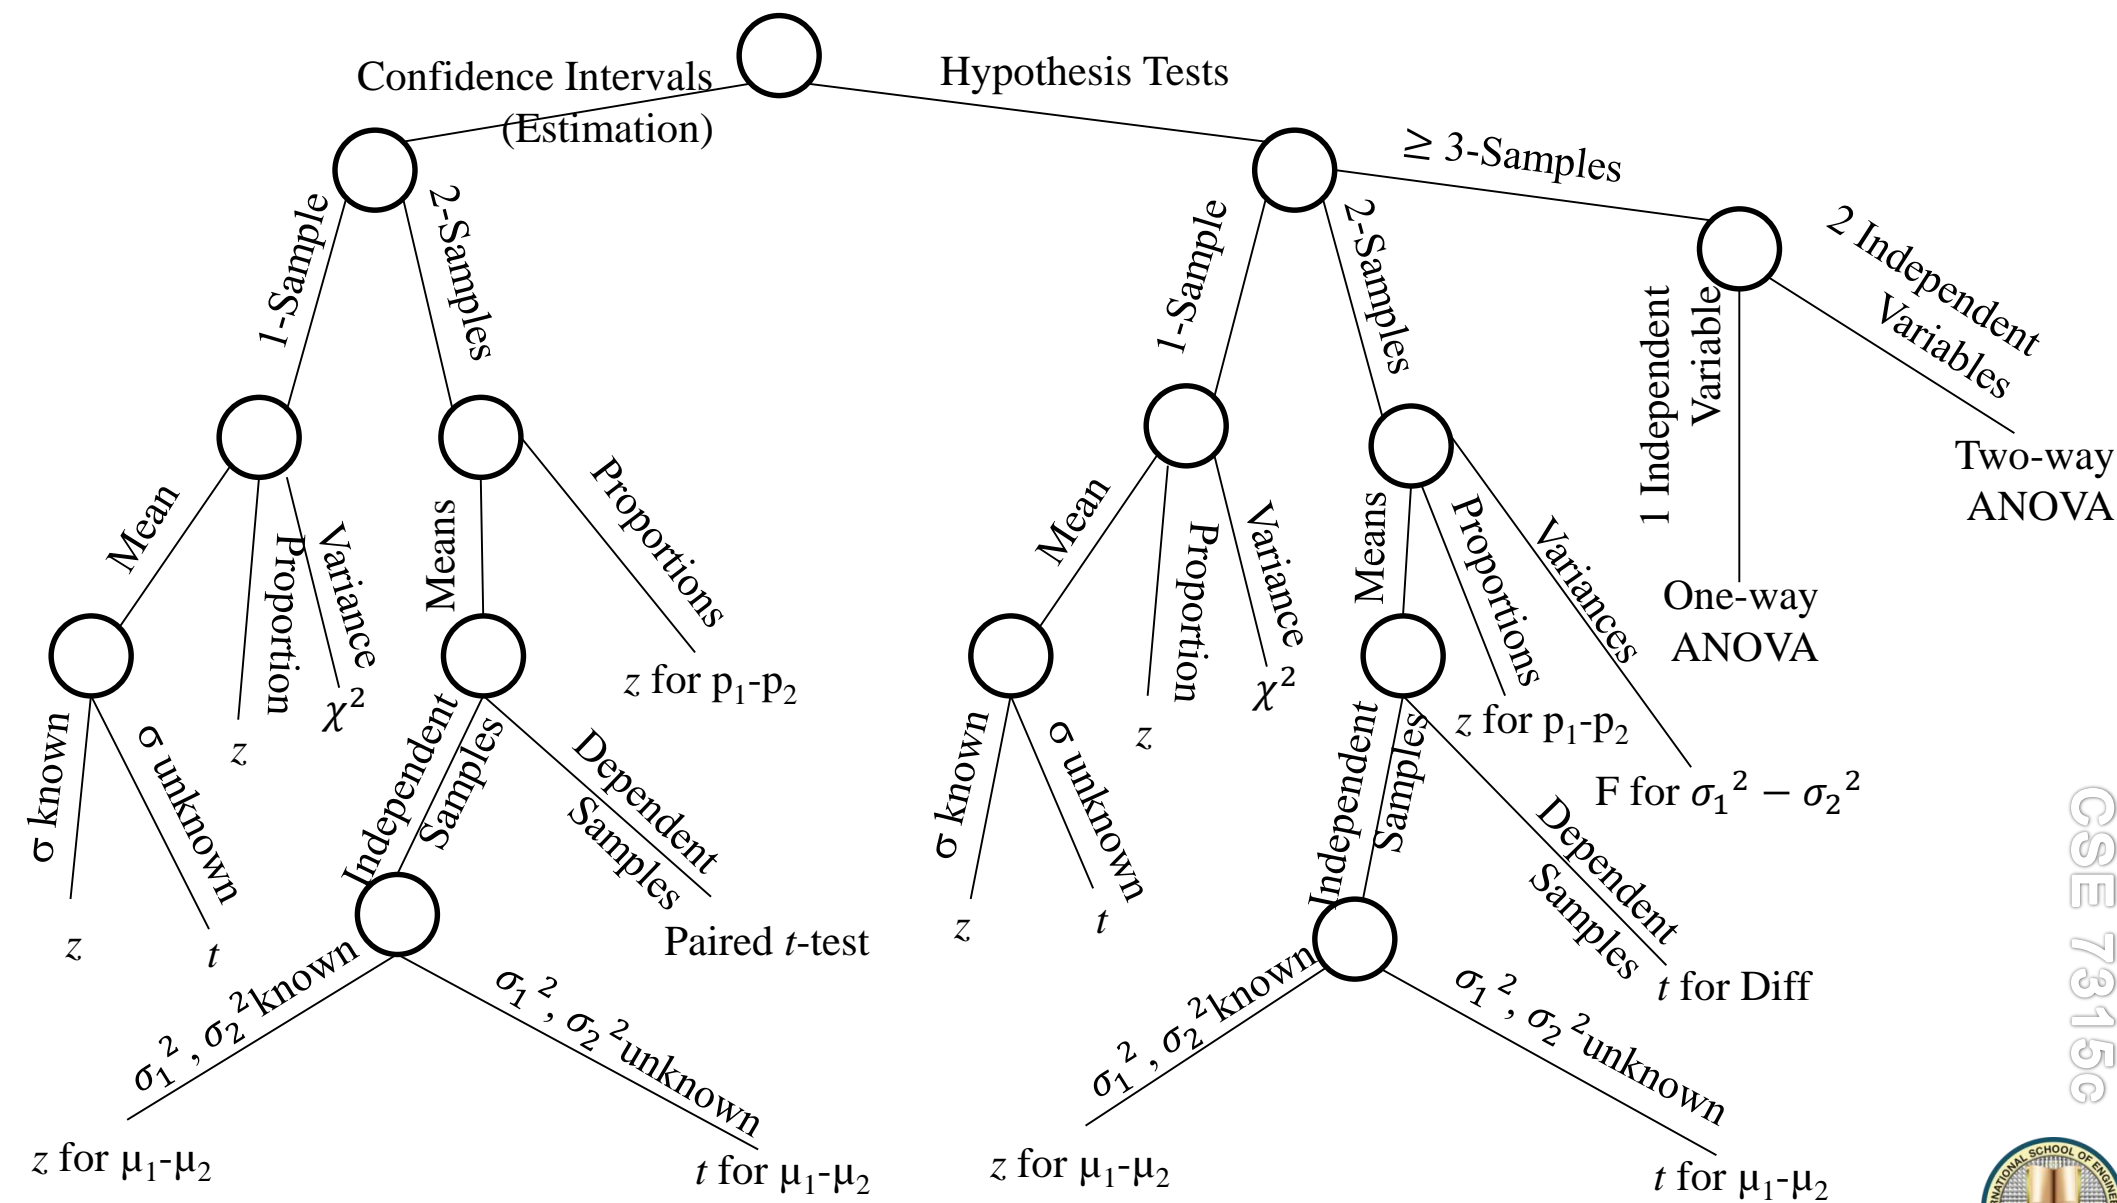 Confidence Intervals
(Estimation)
Hypothesis Tests
≥ 3-Samples
1-Sample
2-Samples
1-Sample
2-Samples
1 Independent
Variable
2 Independent
Variables
Mean
Proportion
Variance
Means
Proportions
Mean
Proportion
Variance
Means
Proportions
Variances
One-way
ANOVA
Two-way
ANOVA
σ known
σ unknown
z
χ²
Independent
Samples
Dependent
Samples
z for p₁-p₂
σ known
σ unknown
z
χ²
Independent
Samples
Dependent
Samples
z for p₁-p₂
F for σ₁² − σ₂²
z
t
Paired t-test
z
t
t for Diff
σ₁², σ₂² known
σ₁², σ₂² unknown
σ₁², σ₂² known
σ₁², σ₂² unknown
z for μ₁-μ₂
t for μ₁-μ₂
z for μ₁-μ₂
t for μ₁-μ₂
CSE 7315c
SCHOOL OF